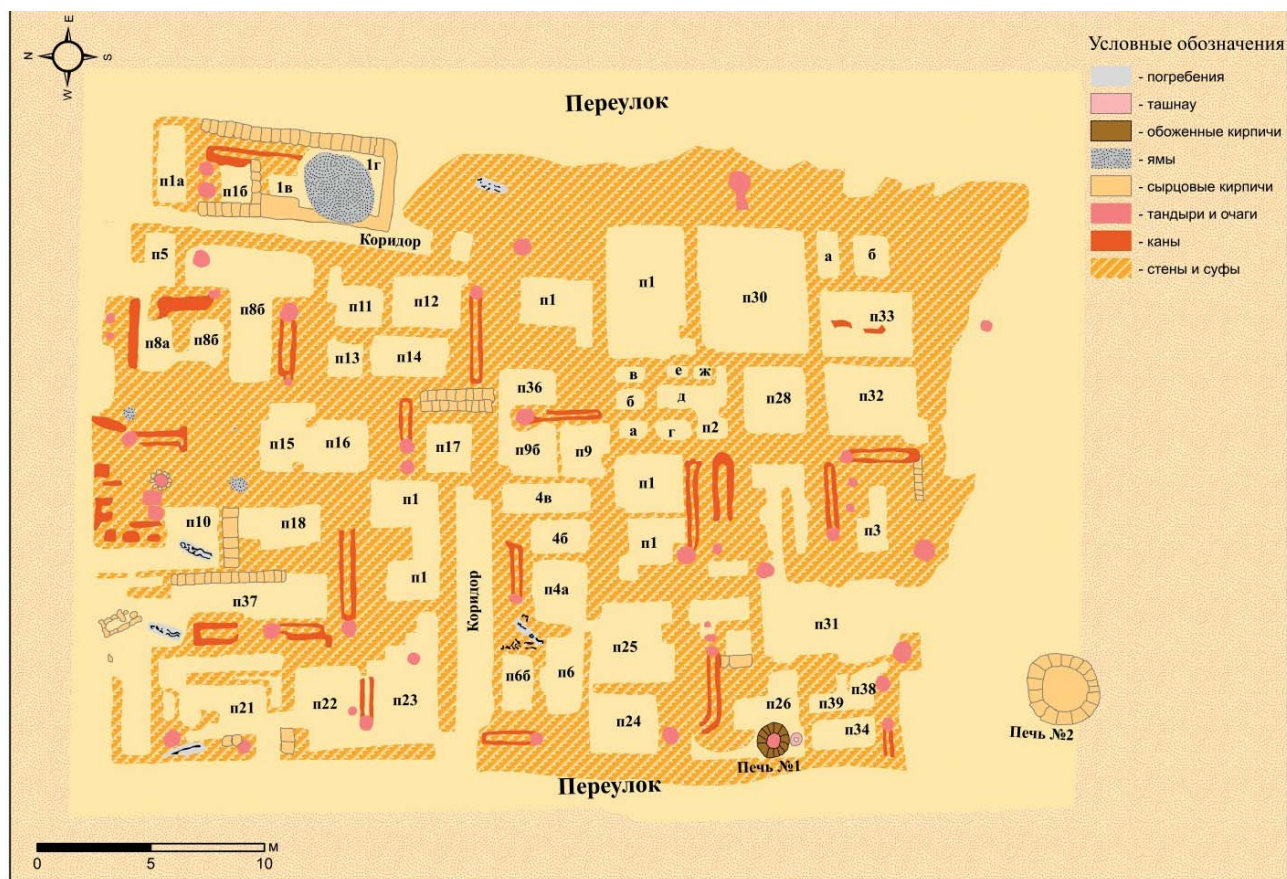 E
N
S
W
Условные обозначения
- погребения
- ташнау
- обоженные кирпичи
- ямы
- сырцовые кирпичи
- тандыри и очаги
- каны
- стены и суфы
Переулок
п1а
п1б
1в
1г
Коридор
п5
п8б
п11
п12
п1
п1
п30
а
б
п33
п8а
п8б
п13
п14
п36
в
е
ж
б
д
п28
п32
п15
п16
п17
п9б
п9
а
г
п2
п1
4в
п1
п10
п18
4б
п1
п3
п1
п4а
п37
Коридор
п25
п31
п6б
п6
п21
п22
п23
п24
п26
п39
п38
п34
Печь №1
Печь №2
Переулок
м
0 5 10